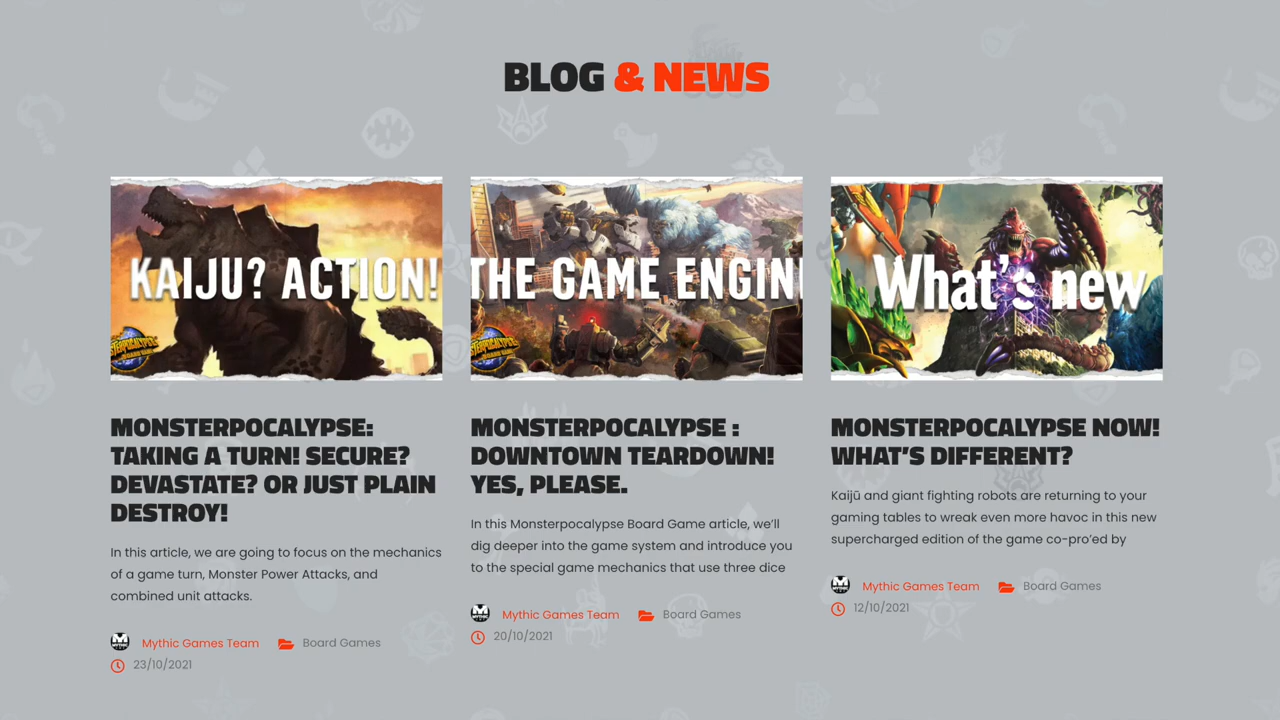 BLOG & NEWS
KAIJU? ACTION!
MONSTERPOCALYPSE:
TAKING A TURN! SECURE?
DEVASTATE? OR JUST PLAIN
DESTROY!
In this article, we are going to focus on the mechanics
of a game turn, Monster Power Attacks, and
combined unit attacks.
Mythic Games Team Board Games
23/10/2021
THE GAME ENGIN
MONSTERPOCALYPSE :
DOWNTOWN TEARDOWN!
YES, PLEASE.
In this Monsterpocalypse Board Game article, we’ll
dig deeper into the game system and introduce you
to the special game mechanics that use three dice
Mythic Games Team Board Games
20/10/2021
What's new
MONSTERPOCALYPSE NOW!
WHAT’S DIFFERENT?
Kaijū and giant fighting robots are returning to your
gaming tables to wreak even more havoc in this new
supercharged edition of the game co-pro’ed by
Mythic Games Team Board Games
12/10/2021